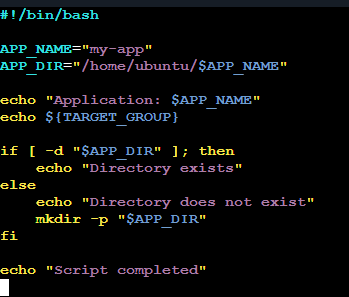 #!/bin/bash
APP_NAME="my-app"
APP_DIR="/home/ubuntu/$APP_NAME"
echo "Application: $APP_NAME"
echo ${TARGET_GROUP}
if [ -d "$APP_DIR" ]; then
    echo "Directory exists"
else
    echo "Directory does not exist"
    mkdir -p "$APP_DIR"
fi
echo "Script completed"